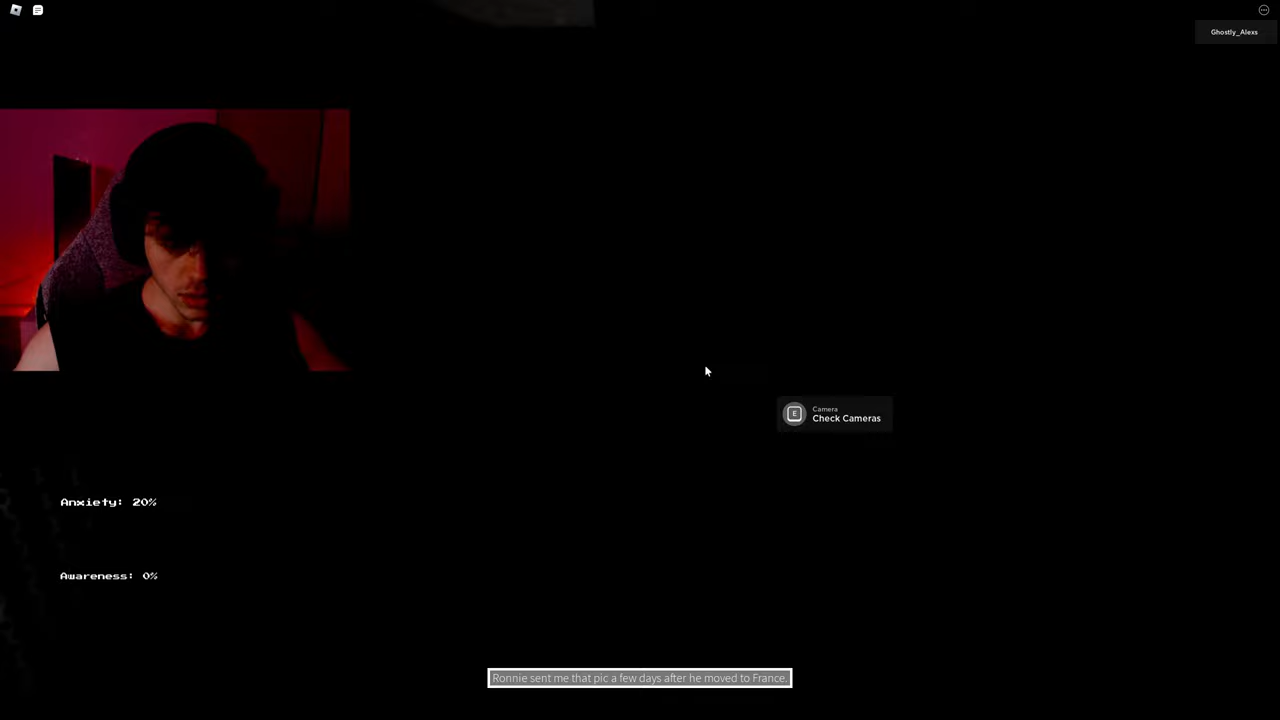 Ghostly_Alexs
E
Camera
Check Cameras
Anxiety: 20%
Awareness: 0%
Ronnie sent me that pic a few days after he moved to France.